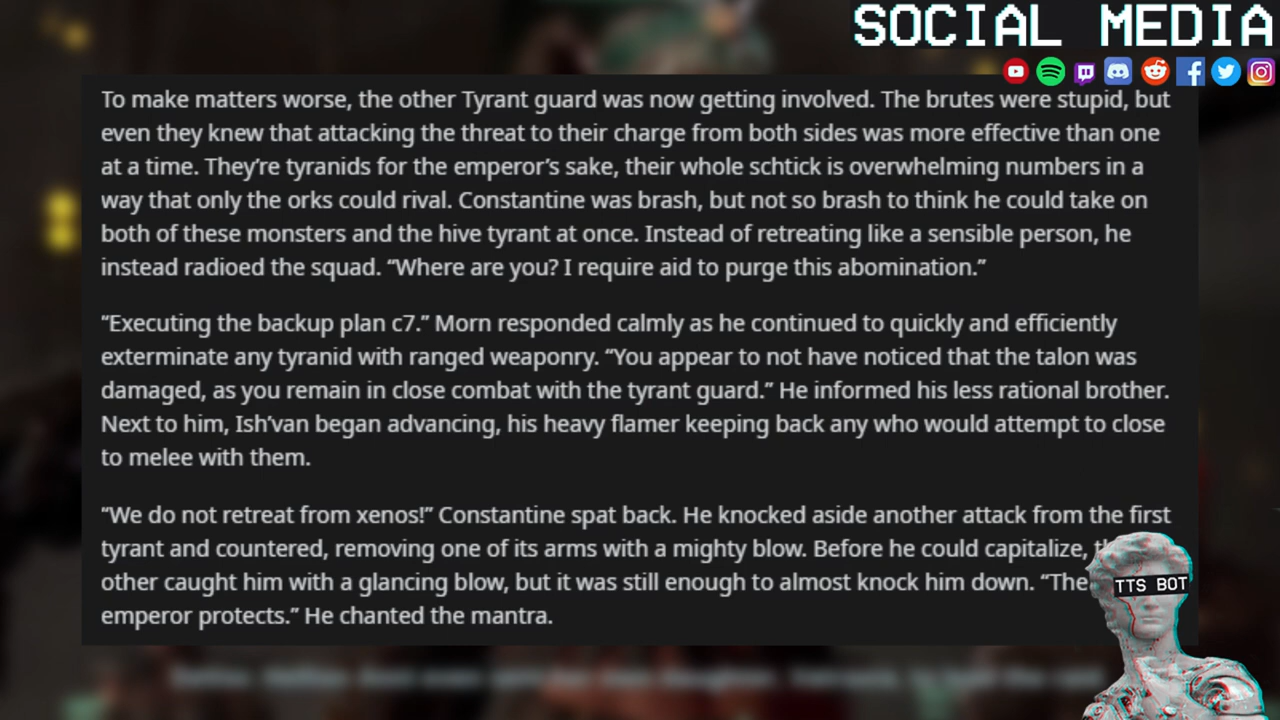 SOCIAL MEDIA
To make matters worse, the other Tyrant guard was now getting involved. The brutes were stupid, but
even they knew that attacking the threat to their charge from both sides was more effective than one
at a time. They’re tyranids for the emperor’s sake, their whole schtick is overwhelming numbers in a
way that only the orks could rival. Constantine was brash, but not so brash to think he could take on
both of these monsters and the hive tyrant at once. Instead of retreating like a sensible person, he
instead radioed the squad. “Where are you? I require aid to purge this abomination.”
“Executing the backup plan c7.” Morn responded calmly as he continued to quickly and efficiently
exterminate any tyranid with ranged weaponry. “You appear to not have noticed that the talon was
damaged, as you remain in close combat with the tyrant guard.” He informed his less rational brother.
Next to him, Ish’van began advancing, his heavy flamer keeping back any who would attempt to close
to melee with them.
“We do not retreat from xenos!” Constantine spat back. He knocked aside another attack from the first
tyrant and countered, removing one of its arms with a mighty blow. Before he could capitalize,
other caught him with a glancing blow, but it was still enough to almost knock him down. “The
emperor protects.” He chanted the mantra.
TTS BOT